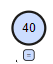 40
. =